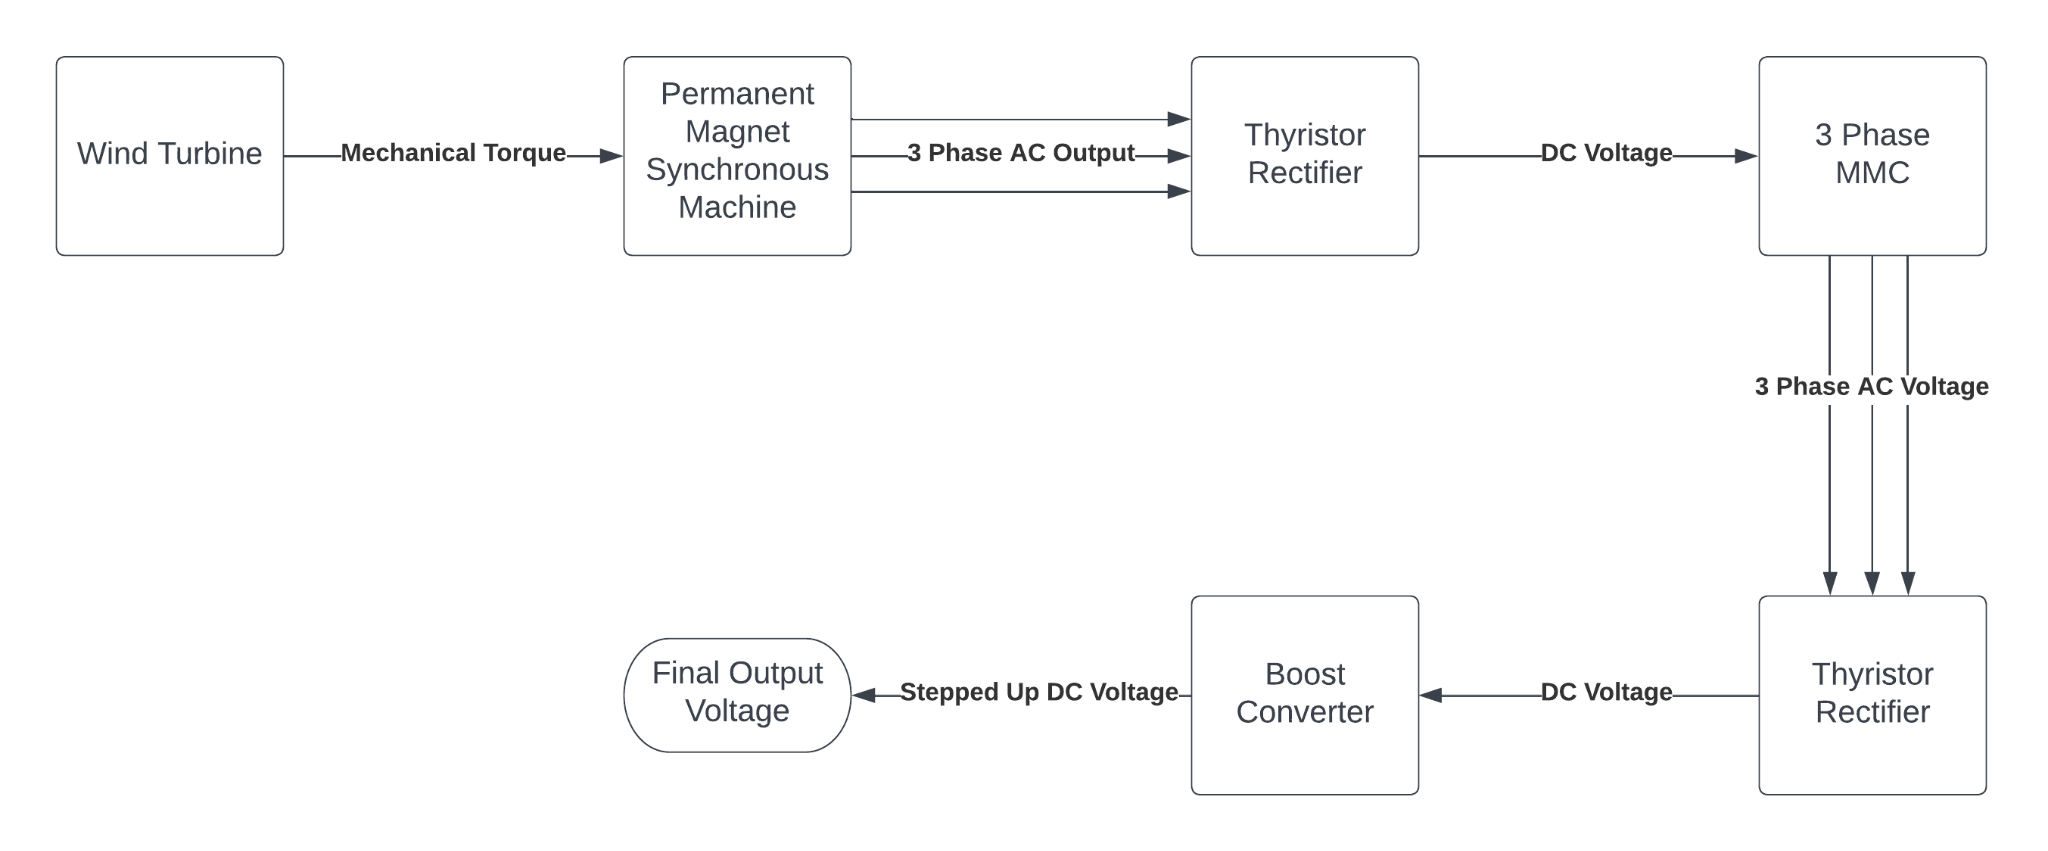 Wind Turbine
Mechanical Torque
Permanent
Magnet
Synchronous
Machine
3 Phase AC Output
Thyristor
Rectifier
DC Voltage
3 Phase
MMC
3 Phase AC Voltage
Thyristor
Rectifier
DC Voltage
Boost
Converter
Stepped Up DC Voltage
Final Output
Voltage